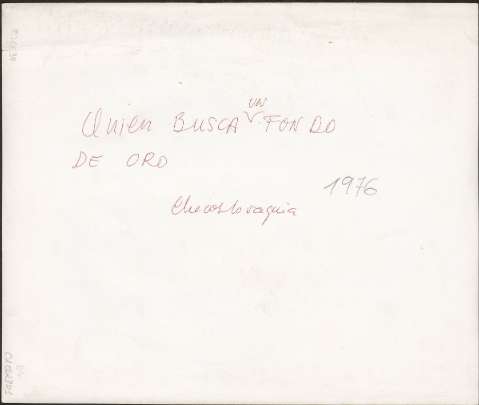 Quien BUSCA UN FONDO
DE ORO
1976
Checoslovaquia